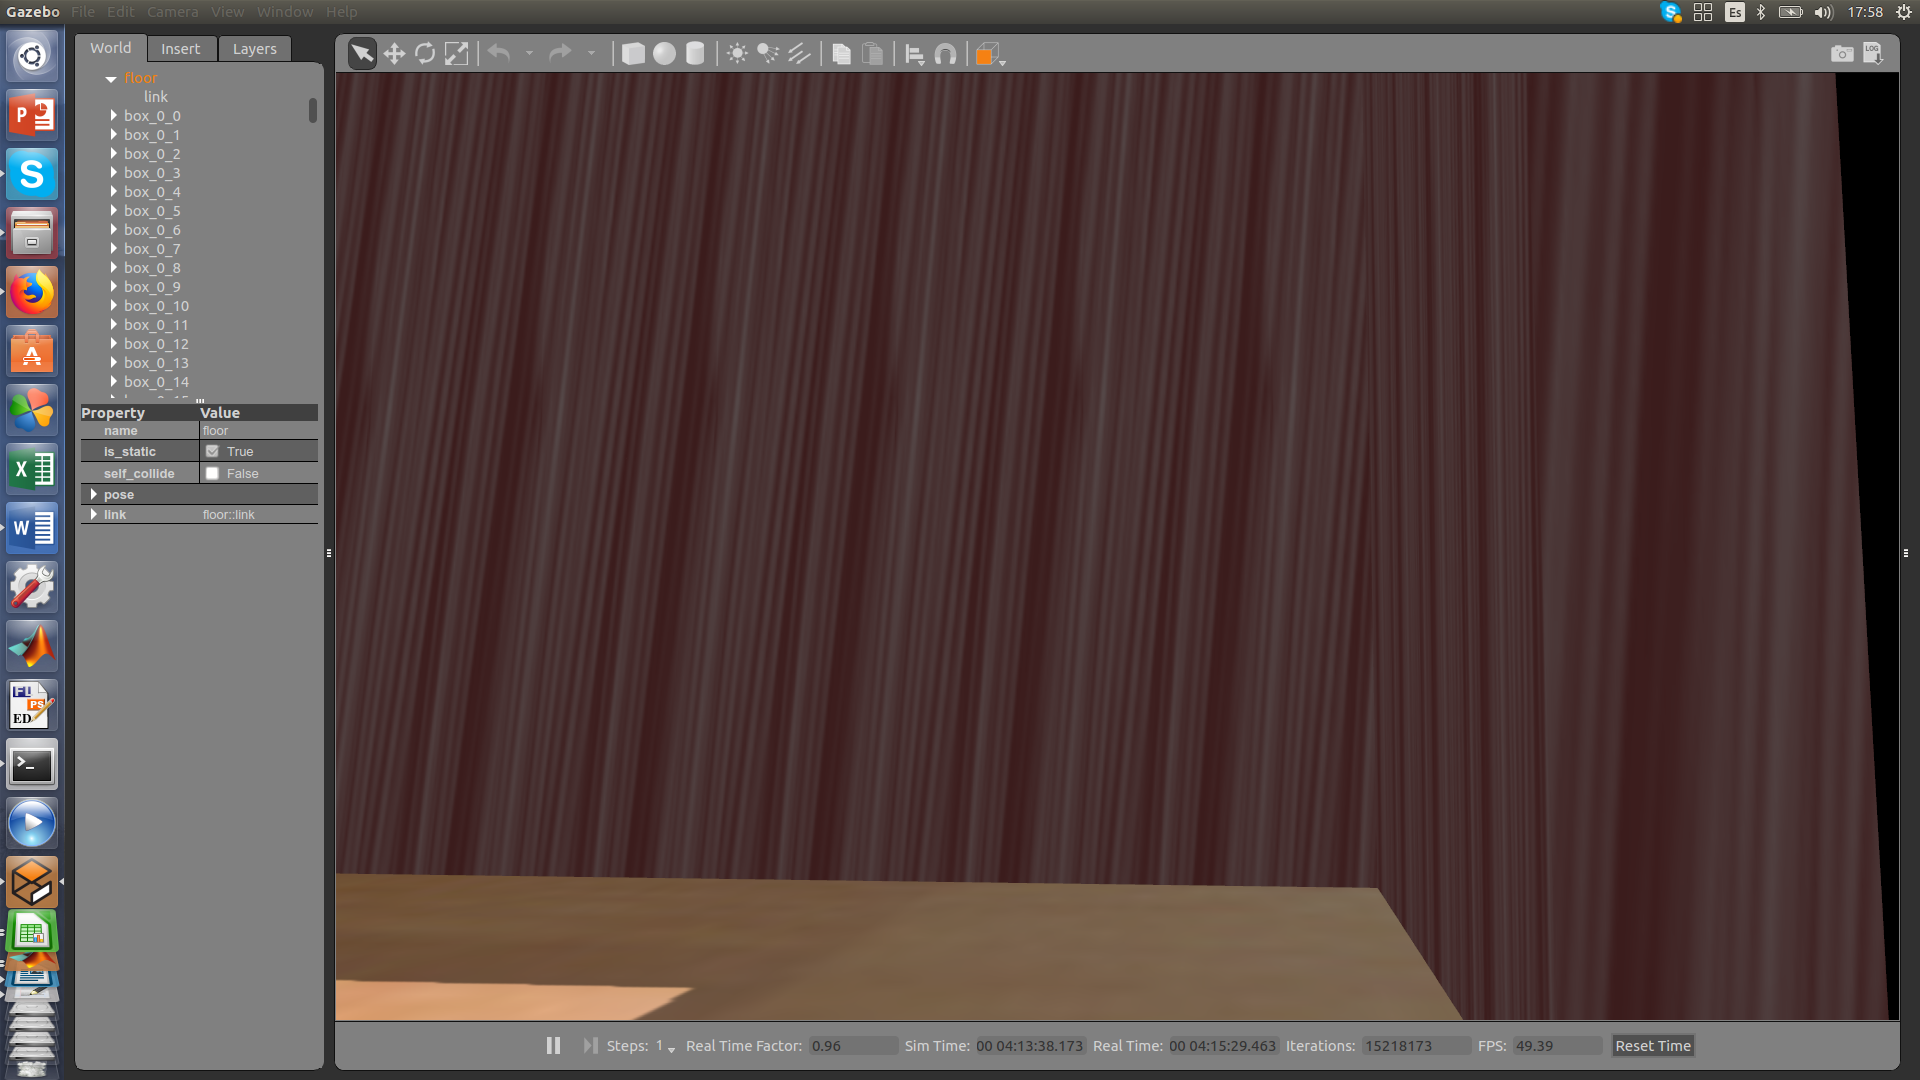 Gazebo File Edit Camera View Window Help
Es 17:58
World Insert Layers
LOG
floor
link
box_0_0
box_0_1
box_0_2
box_0_3
box_0_4
box_0_5
box_0_6
box_0_7
box_0_8
box_0_9
box_0_10
box_0_11
box_0_12
box_0_13
box_0_14
Property Value
name floor
is_static True
self_collide False
pose
link floor::link
Steps: 1 Real Time Factor: 0.96 Sim Time: 00 04:13:38.173 Real Time: 00 04:15:29.463 Iterations: 15218173 FPS: 49.39 Reset Time